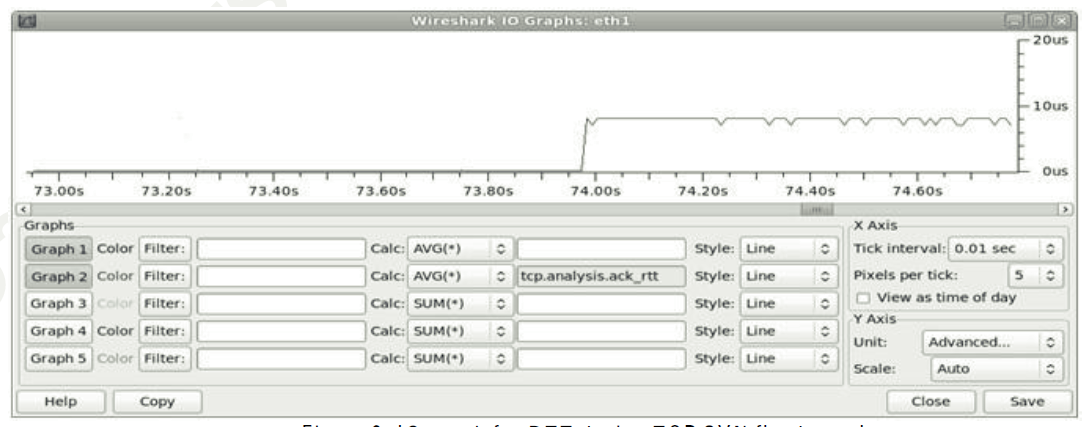 Wireshark IO Graphs: eth1
20us
10us
0us
73.00s 73.20s 73.40s 73.60s 73.80s 74.00s 74.20s 74.40s 74.60s
Graphs
Graph 1 Color Filter: Calc: AVG(*) Style: Line
Graph 2 Color Filter: Calc: AVG(*) tcp.analysis.ack_rtt Style: Line
Graph 3 Color Filter: Calc: SUM(*) Style: Line
Graph 4 Color Filter: Calc: SUM(*) Style: Line
Graph 5 Color Filter: Calc: SUM(*) Style: Line
X Axis
Tick interval: 0.01 sec
Pixels per tick: 5
View as time of day
Y Axis
Unit: Advanced...
Scale: Auto
Help Copy Close Save